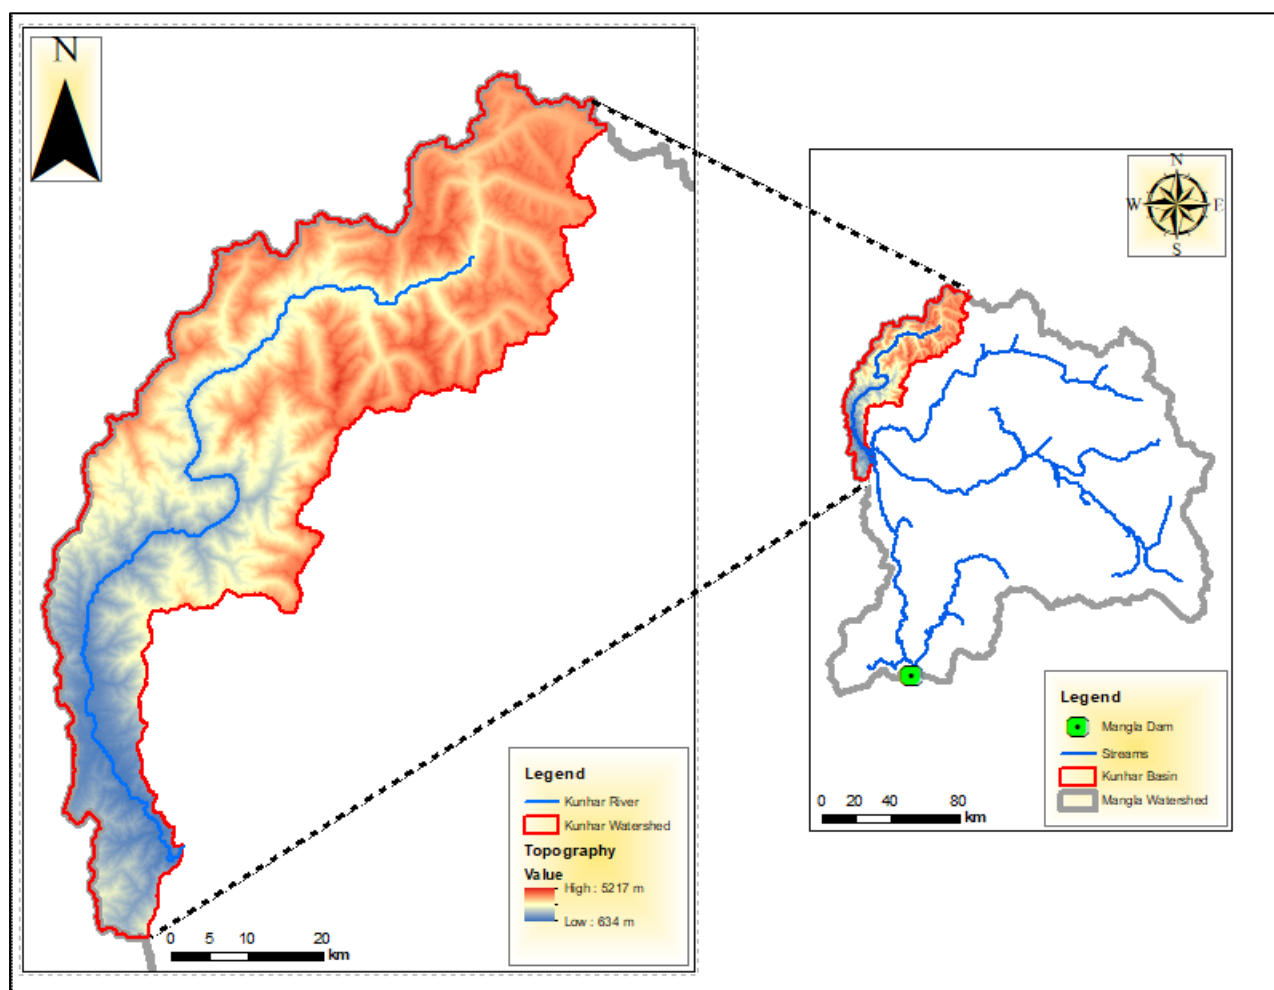 N
Legend
Kunhar River
Kunhar Watershed
Topography
Value
High : 5217 m
Low : 634 m
0 5 10 20
km
N
W E
S
Legend
Mangla Dam
Streams
Kunhar Basin
Mangla Watershed
0 20 40 80
km